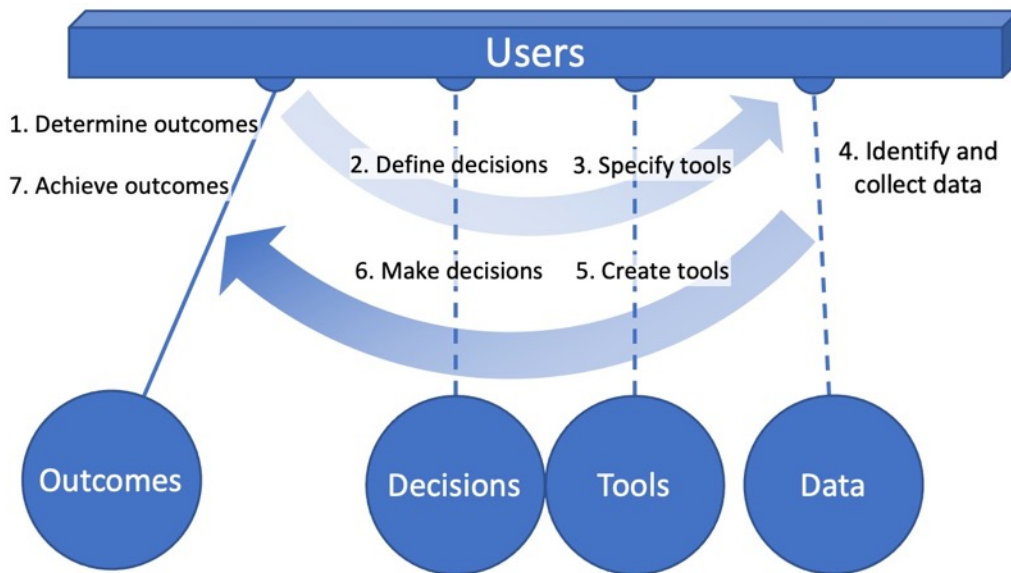 Users
1. Determine outcomes
7. Achieve outcomes
2. Define decisions
3. Specify tools
4. Identify and
collect data
6. Make decisions
5. Create tools
Outcomes
Decisions
Tools
Data